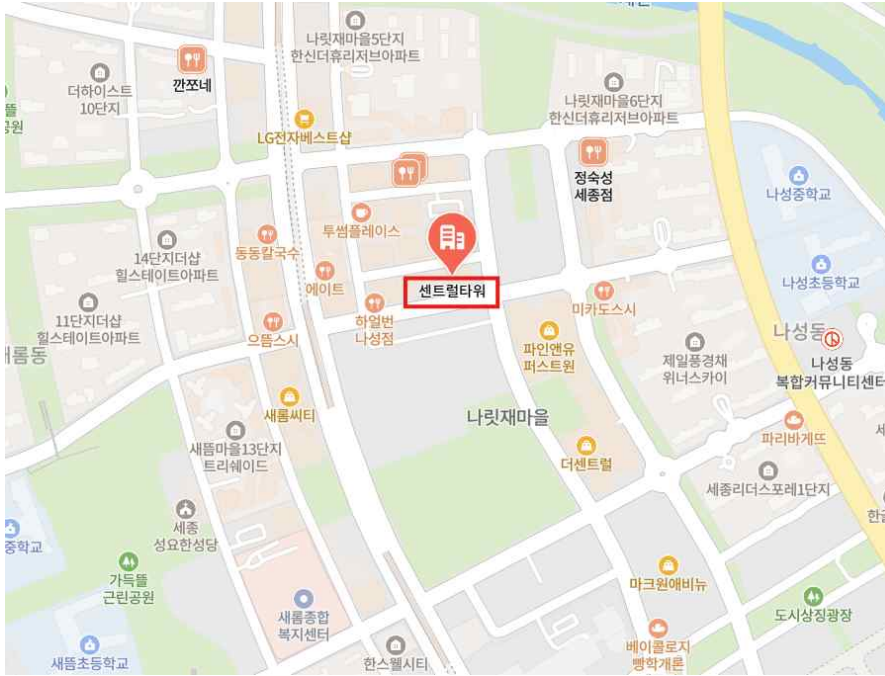 나릿재마을5단지
한신더휴리저브아파트
깐쪼네
더하이스트
10단지
뜰
공원
LG전자베스트샵
나릿재마을6단지
한신더휴리저브아파트
정숙성
세종점
나성중학교
투썸플레이스
동동칼국수
14단지더샵
힐스테이트아파트
에이트
센트럴타워
나성초등학교
11단지더샵
힐스테이트아파트
새롬동
으뜸스시
하얼번
나성점
미카도스시
파인앤유
퍼스트원
제일풍경채
위너스카이
나성동
나성동
복합커뮤니티센터
새롬씨티
나릿재마을
파리바게뜨
새뜸마을13단지
트리쉐이드
더센트럴
세종리더스포레1단지
세종
성요한성당
중학교
가득뜰
근린공원
마크원애비뉴
새롬종합
복지센터
도시상징광장
베이콜로지
빵학개론
새뜸초등학교
한스웰시티